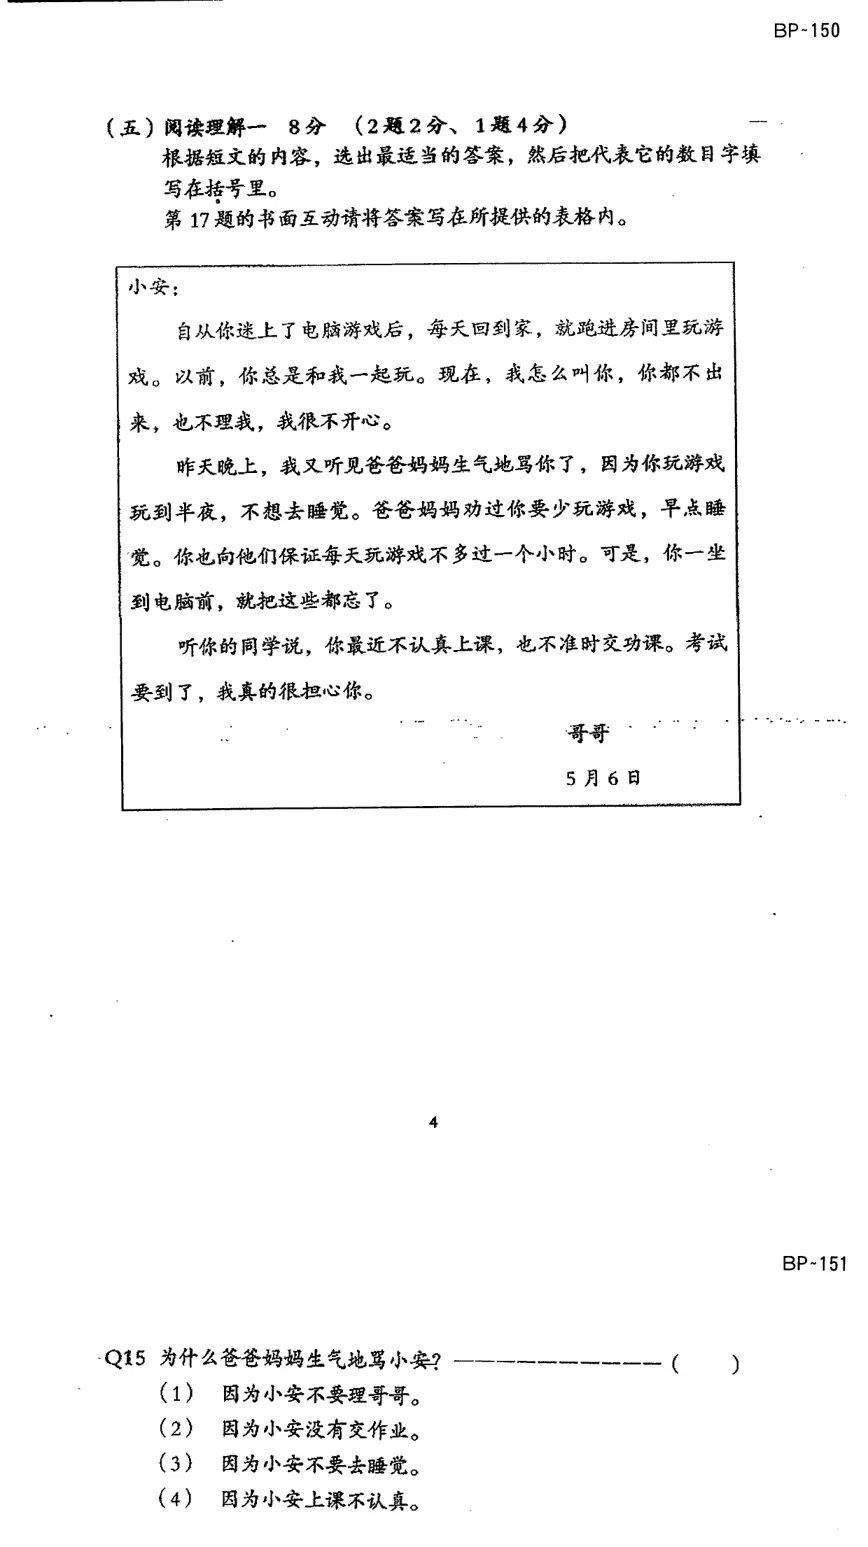 BP-150
(五) 阅读理解一 8分 (2题2分、1题4分)
根据短文的内容，选出最适当的答案，然后把代表它的数目字填
写在括号里。
第 17 题的书面互动请将答案写在所提供的表格内。
小安：
自从你迷上了电脑游戏后，每天回到家，就跑进房间里玩游
戏。以前，你总是和我一起玩。现在，我怎么叫你，你都不出
来，也不理我，我很不开心。
昨天晚上，我又听见爸爸妈妈生气地骂你了，因为你玩游戏
玩到半夜，不想去睡觉。爸爸妈妈劝过你要少玩游戏，早点睡
觉。你也向他们保证每天玩游戏不多过一个小时。可是，你一坐
到电脑前，就把这些都忘了。
听你的同学说，你最近不认真上课，也不准时交功课。考试
要到了，我真的很担心你。
哥哥
5月6日
4
BP-151
Q15 为什么爸爸妈妈生气地骂小安? ———————————— (    )
(1) 因为小安不要理哥哥。
(2) 因为小安没有交作业。
(3) 因为小安不要去睡觉。
(4) 因为小安上课不认真。